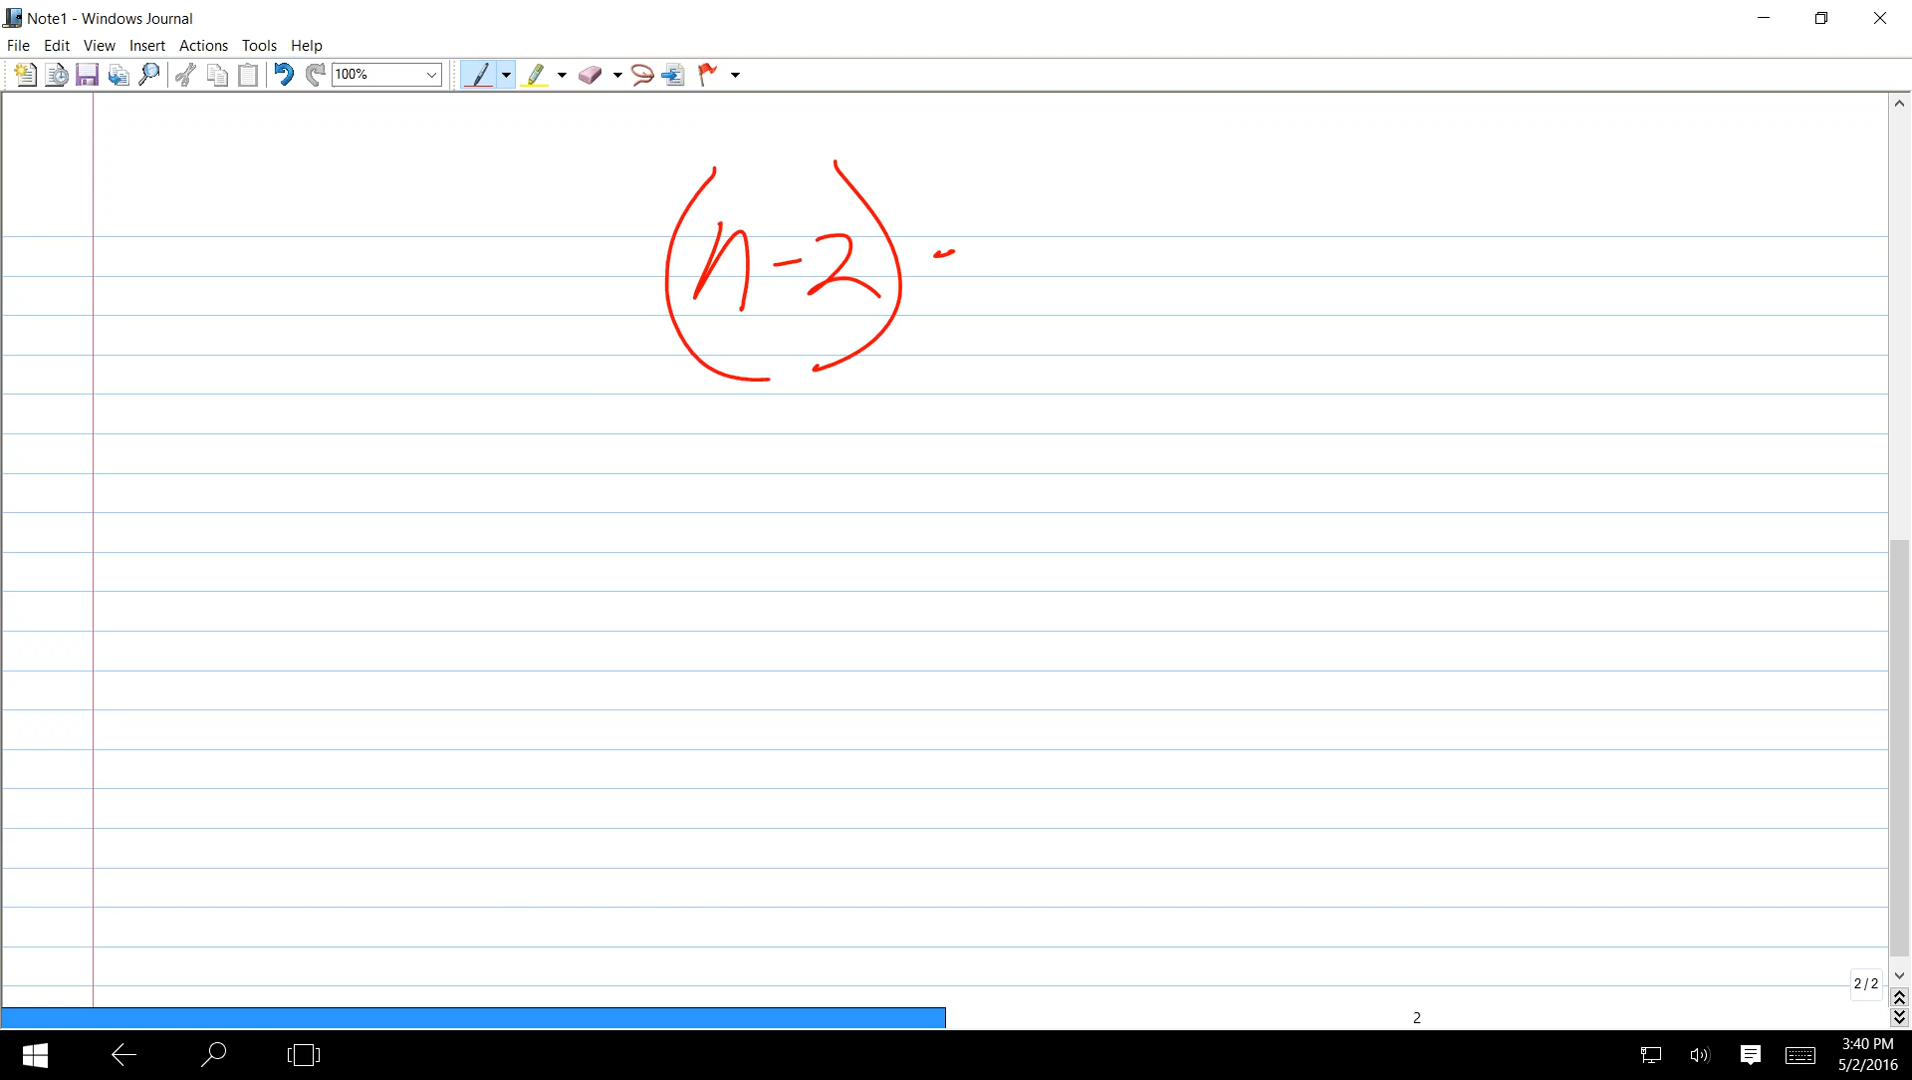 Note1 - Windows Journal
File Edit View Insert Actions Tools Help
100%
(n-2) -
2 / 2
2
3:40 PM
5/2/2016